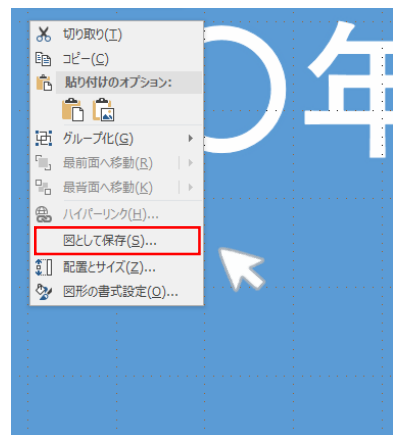 切り取り(T)
コピー(C)
貼り付けのオプション:
グループ化(G)
最前面へ移動(R)
最背面へ移動(K)
ハイパーリンク(H)...
図として保存(S)...
配置とサイズ(Z)...
図形の書式設定(O)...
〇年